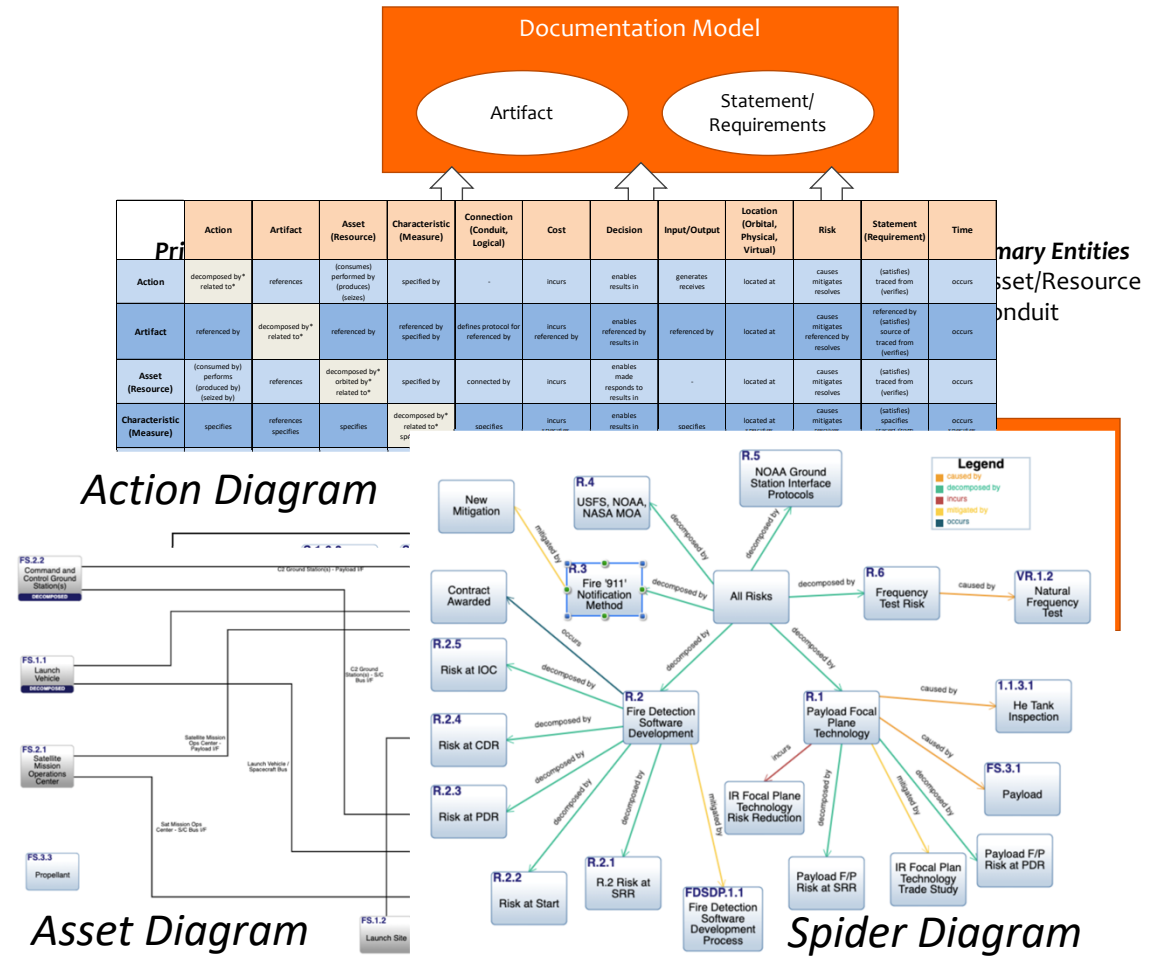 Documentation Model
Artifact
Statement/
Requirements
Pri
mary Entities
sset/Resource
onduit
Action
Artifact
Asset
(Resource)
Characteristic
(Measure)
Connection
(Conduit,
Logical)
Cost
Decision
Input/Output
Location
(Orbital,
Physical,
Virtual)
Risk
Statement
(Requirement)
Time
Action
decomposed by*
related to*
references
(consumes)
performed by
(produces)
(seizes)
specified by
-
incurs
enables
results in
generates
receives
located at
causes
mitigates
resolves
(satisfies)
traced from
(verifies)
occurs
Artifact
referenced by
decomposed by*
related to*
referenced by
referenced by
specified by
defines protocol for
referenced by
incurs
referenced by
enables
referenced by
results in
referenced by
located at
causes
mitigates
referenced by
resolves
referenced by
(satisfies)
source of
traced from
(verifies)
occurs
Asset
(Resource)
(consumed by)
performs
(produced by)
(seized by)
references
decomposed by*
orbited by*
related to*
specified by
connected by
incurs
enables
made
responds to
results in
-
located at
causes
mitigates
resolves
(satisfies)
traced from
(verifies)
occurs
Characteristic
(Measure)
specifies
references
specifies
specifies
decomposed by*
related to*
specifies
incurs
enables
results in
specifies
located at
causes
mitigates
(satisfies)
spacifies
occurs
Action Diagram
FS.2.2
Command and
Control Ground
Station(s)
DECOMPOSED
C2 Ground Station(s) - Payload I/F
FS.1.1
Launch
Vehicle
DECOMPOSED
C2 Ground
Station(s) - S/C
Bus I/F
FS.2.1
Satellite
Mission
Operations
Center
Satellite Mission
Ops Center -
Payload I/F
Launch Vehicle /
Spacecraft Bus
Sat Mission Ops
Center - S/C Bus I/F
FS.3.3
Propellant
FS.1.2
Launch Site
Asset Diagram
Legend
caused by
decomposed by
incurs
mitigated by
occurs
New
Mitigation
R.4
USFS, NOAA,
NASA MOA
R.5
NOAA Ground
Station Interface
Protocols
mitigated by
decomposed by
decomposed by
R.3
Fire '911'
Notification
Method
decomposed by
All Risks
decomposed by
R.6
Frequency
Test Risk
caused by
VR.1.2
Natural
Frequency
Test
Contract
Awarded
occurs
decomposed by
decomposed by
R.2.5
Risk at IOC
decomposed by
R.2
Fire Detection
Software
Development
R.1
Payload Focal
Plane
Technology
caused by
1.1.3.1
He Tank
Inspection
R.2.4
Risk at CDR
decomposed by
incurs
caused by
FS.3.1
Payload
R.2.3
Risk at PDR
decomposed by
decomposed by
decomposed by
mitigated by
IR Focal Plane
Technology
Risk Reduction
decomposed by
mitigated by
decomposed by
R.2.2
Risk at Start
R.2.1
R.2 Risk at
SRR
FDSDP.1.1
Fire Detection
Software
Development
Process
Payload F/P
Risk at SRR
IR Focal Plan
Technology
Trade Study
Payload F/P
Risk at PDR
Spider Diagram